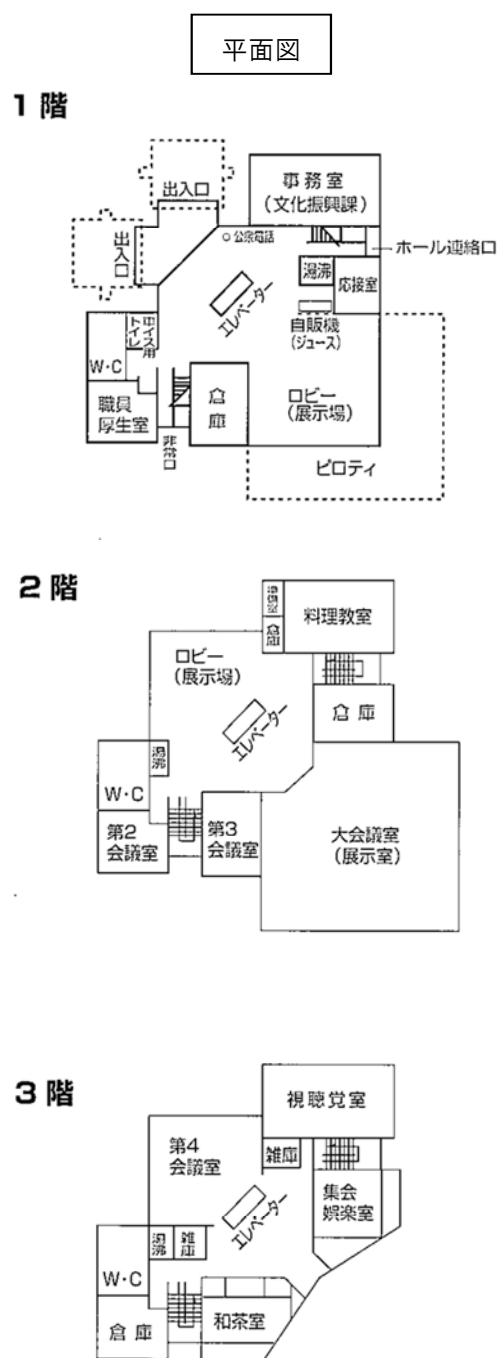 平面図
1 階
出入口
事務室
(文化振興課)
公衆電話
ホール連絡口
出入口
湯沸
応接室
エレベーター
自販機
(ジュース)
車イス用
トイレ
W・C
職員
厚生室
倉庫
ロビー
(展示場)
非常口
ピロティ
2 階
料理教室
倉庫
ロビー
(展示場)
倉庫
エレベーター
湯沸
W・C
第2
会議室
第3
会議室
大会議室
(展示室)
3 階
視聴覚室
第4
会議室
雑庫
集会
娯楽室
エレベーター
湯沸
雑庫
W・C
倉庫
和茶室